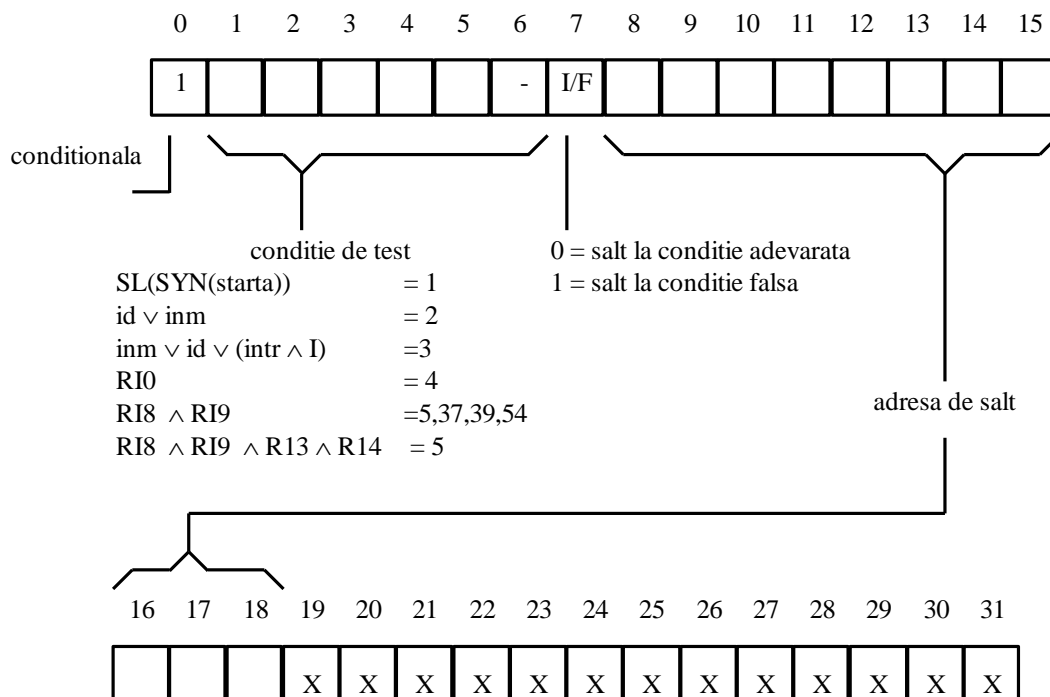 0 1 2 3 4 5 6 7 8 9 10 11 12 13 14 15
1 - I/F
conditionala
conditie de test
0 = salt la conditie adevarata
SL(SYN(starta)) = 1
1 = salt la conditie falsa
id ∨ inm = 2
inm ∨ id ∨ (intr ∧ I) =3
RI0 = 4
RI8 ∧ RI9 =5,37,39,54
adresa de salt
RI8 ∧ RI9 ∧ R13 ∧ R14 = 5
16 17 18 19 20 21 22 23 24 25 26 27 28 29 30 31
X X X X X X X X X X X X X